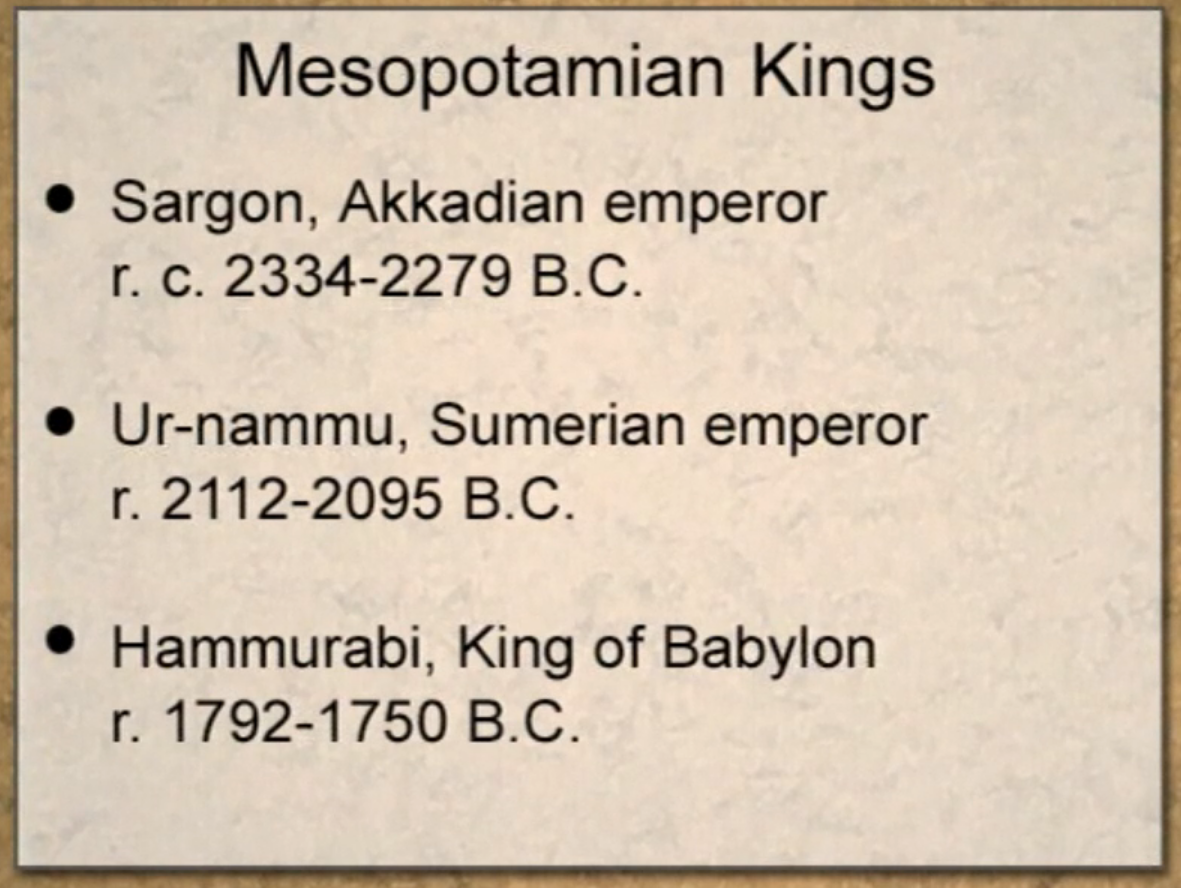 Mesopotamian Kings
• Sargon, Akkadian emperor
r. c. 2334-2279 B.C.
• Ur-nammu, Sumerian emperor
r. 2112-2095 B.C.
• Hammurabi, King of Babylon
r. 1792-1750 B.C.